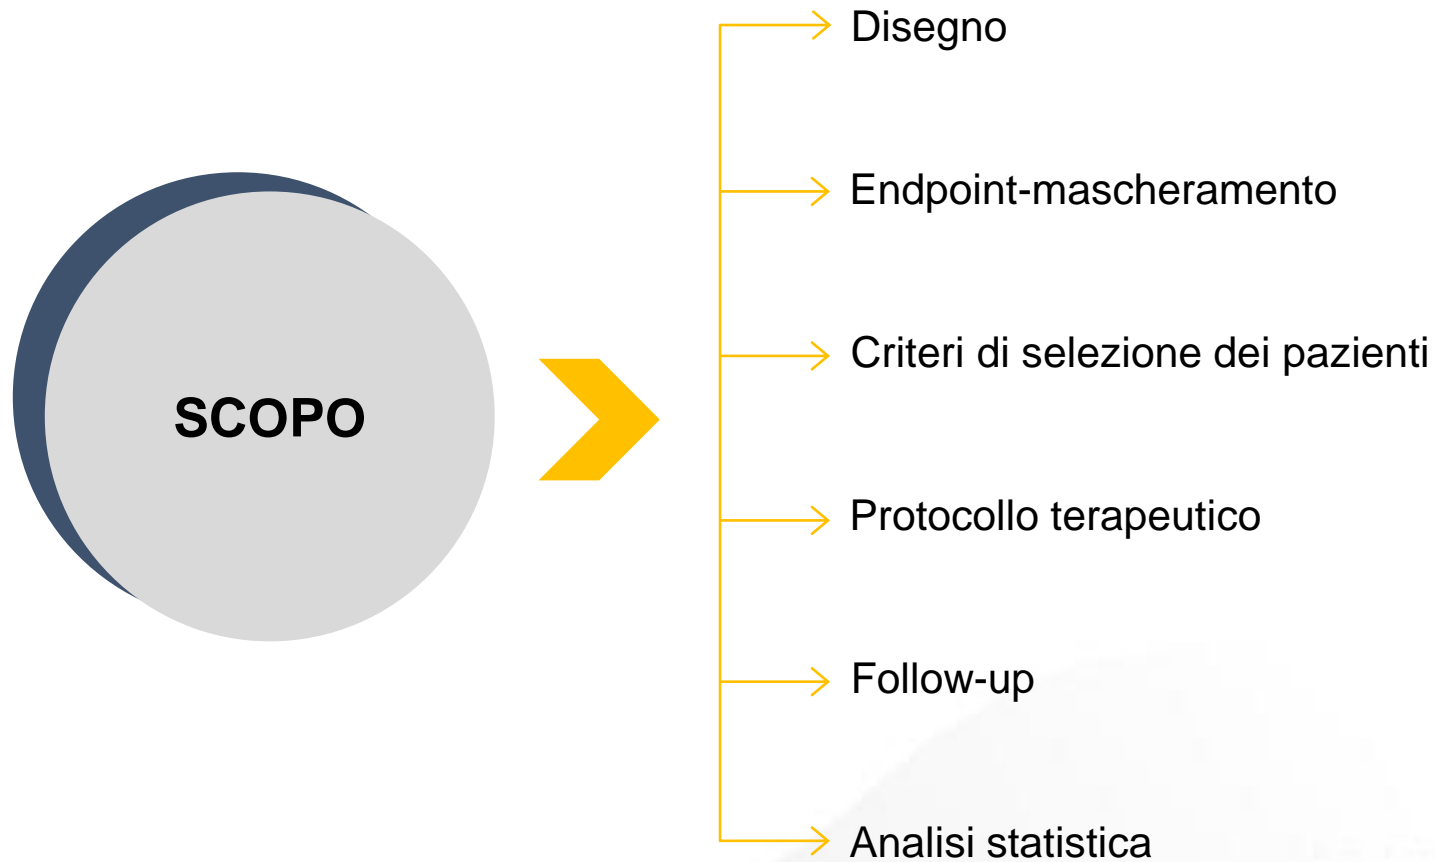 SCOPO
Disegno
Endpoint-mascheramento
Criteri di selezione dei pazienti
Protocollo terapeutico
Follow-up
Analisi statistica